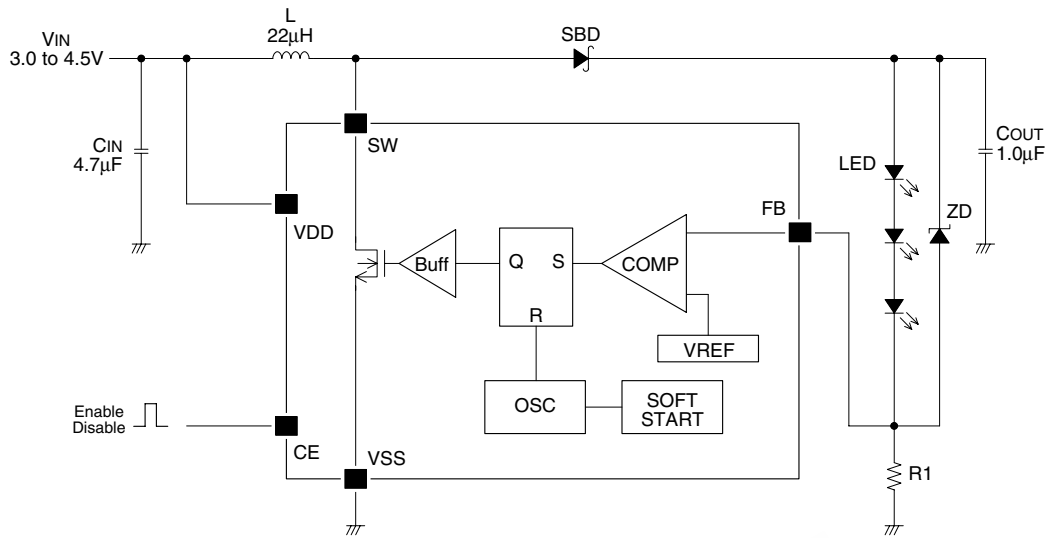 L
22µH
VIN
3.0 to 4.5V
SBD
CIN
4.7µF
SW
COUT
1.0µF
LED
FB
ZD
VDD
Buff
Q
S
COMP
R
VREF
OSC
SOFT
START
Enable
Disable
CE
VSS
R1